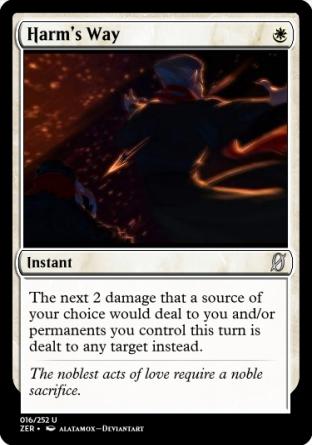 Harm's Way
Instant
The next 2 damage that a source of
your choice would deal to you and/or
permanents you control this turn is
dealt to any target instead.
The noblest acts of love require a noble
sacrifice.
016/252 U
ZER • ALATAMOX—DEVIANTART